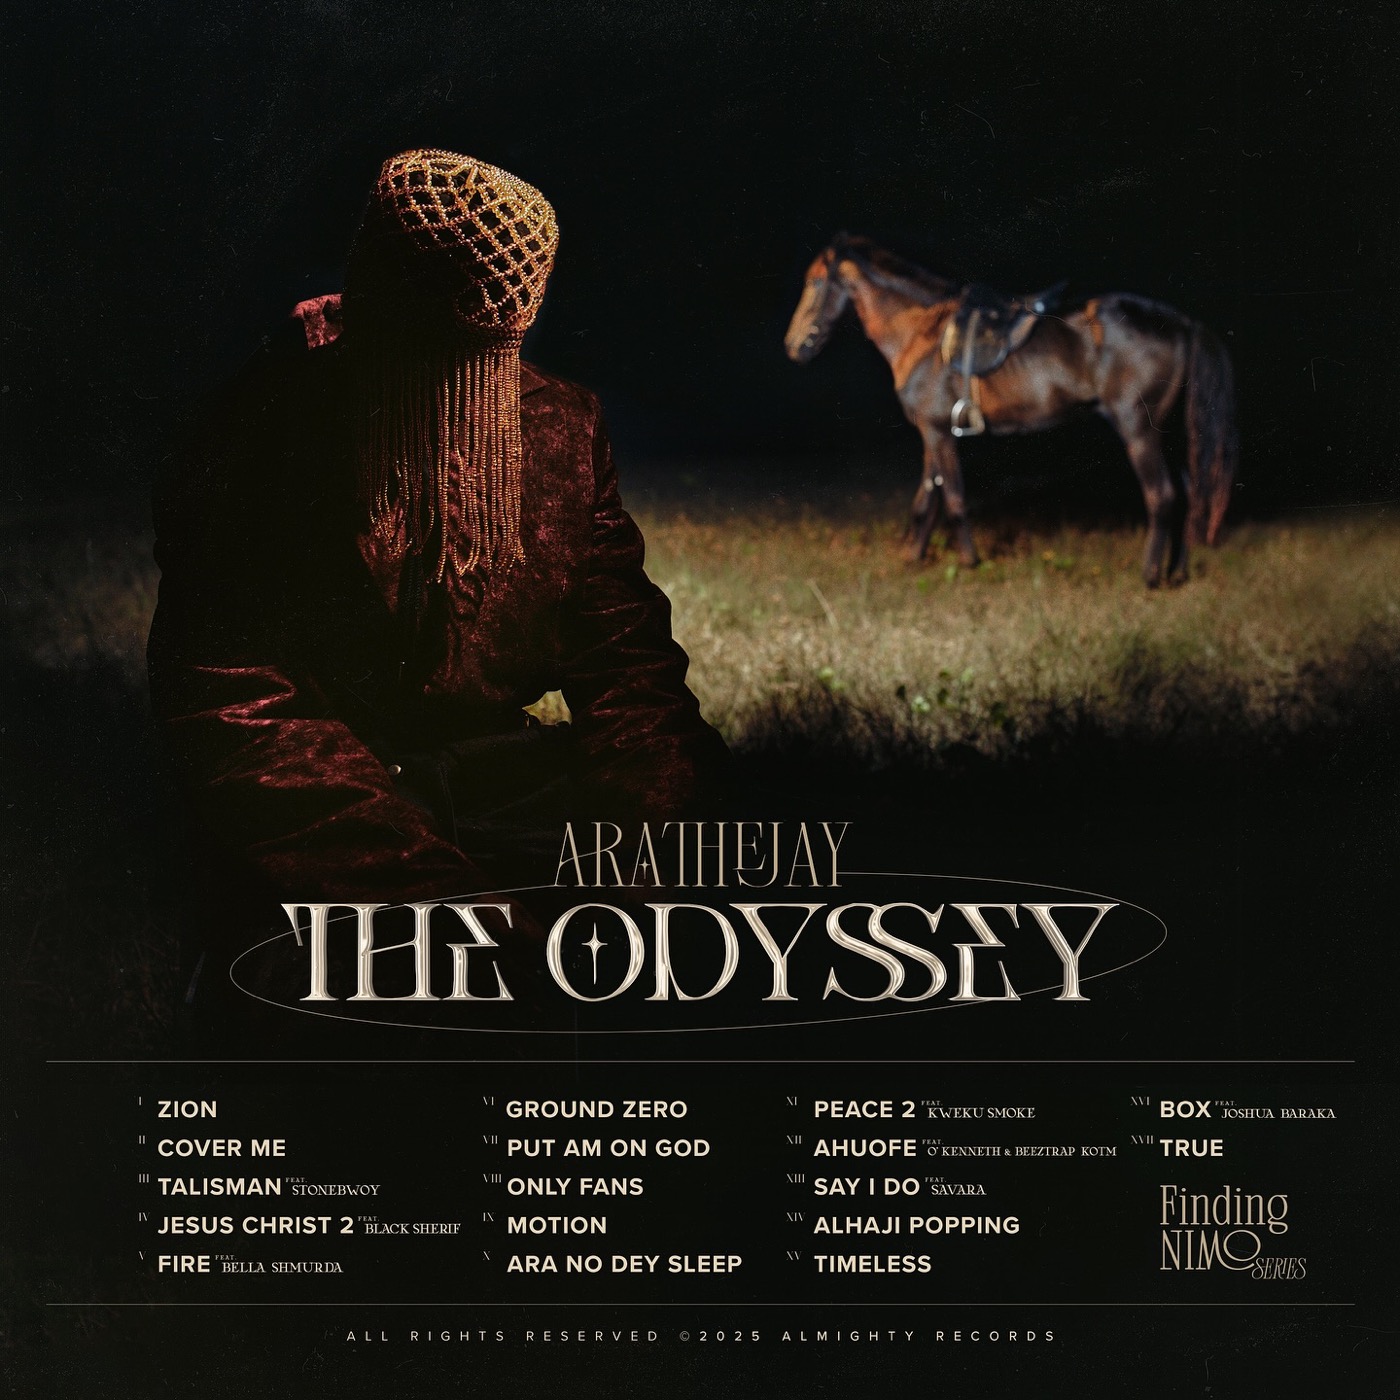 ARATHEJAY
THE ODYSSEY
I ZION
II COVER ME
III TALISMAN FEAT. STONEBWOY
IV JESUS CHRIST 2 FEAT. BLACK SHERIF
V FIRE FEAT. BELLA SHMURDA
VI GROUND ZERO
VII PUT AM ON GOD
VIII ONLY FANS
IX MOTION
X ARA NO DEY SLEEP
XI PEACE 2 FEAT. KWEKU SMOKE
XII AHUOFE FEAT. O'KENNETH & BEEZTRAP KOTM
XIII SAY I DO FEAT. SAVARA
XIV ALHAJI POPPING
XV TIMELESS
XVI BOX FEAT. JOSHUA BARAKA
XVII TRUE
Finding
NIMO SERIES
ALL RIGHTS RESERVED ©2025 ALMIGHTY RECORDS